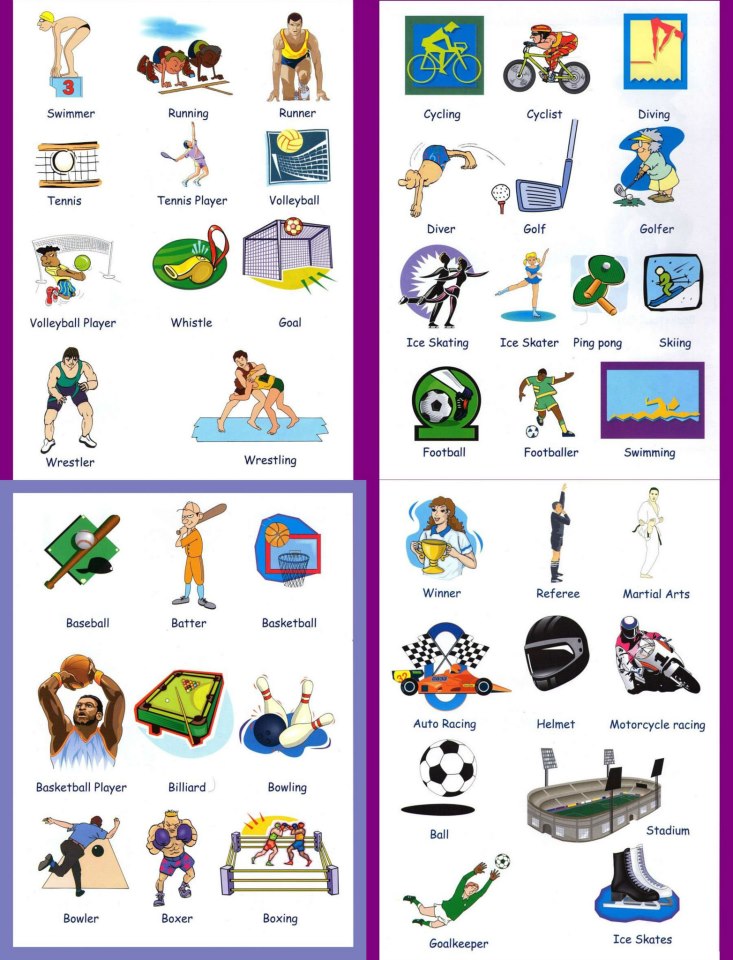 3
Swimmer Running Runner
Tennis Tennis Player Volleyball
Volleyball Player Whistle Goal
Wrestler Wrestling
Cycling Cyclist Diving
Diver Golf Golfer
Ice Skating Ice Skater Ping pong Skiing
Football Footballer Swimming
Baseball Batter Basketball
Basketball Player Billiard Bowling
Bowler Boxer Boxing
Winner Referee Martial Arts
1
Auto Racing Helmet Motorcycle racing
Ball Stadium
Goalkeeper Ice Skates